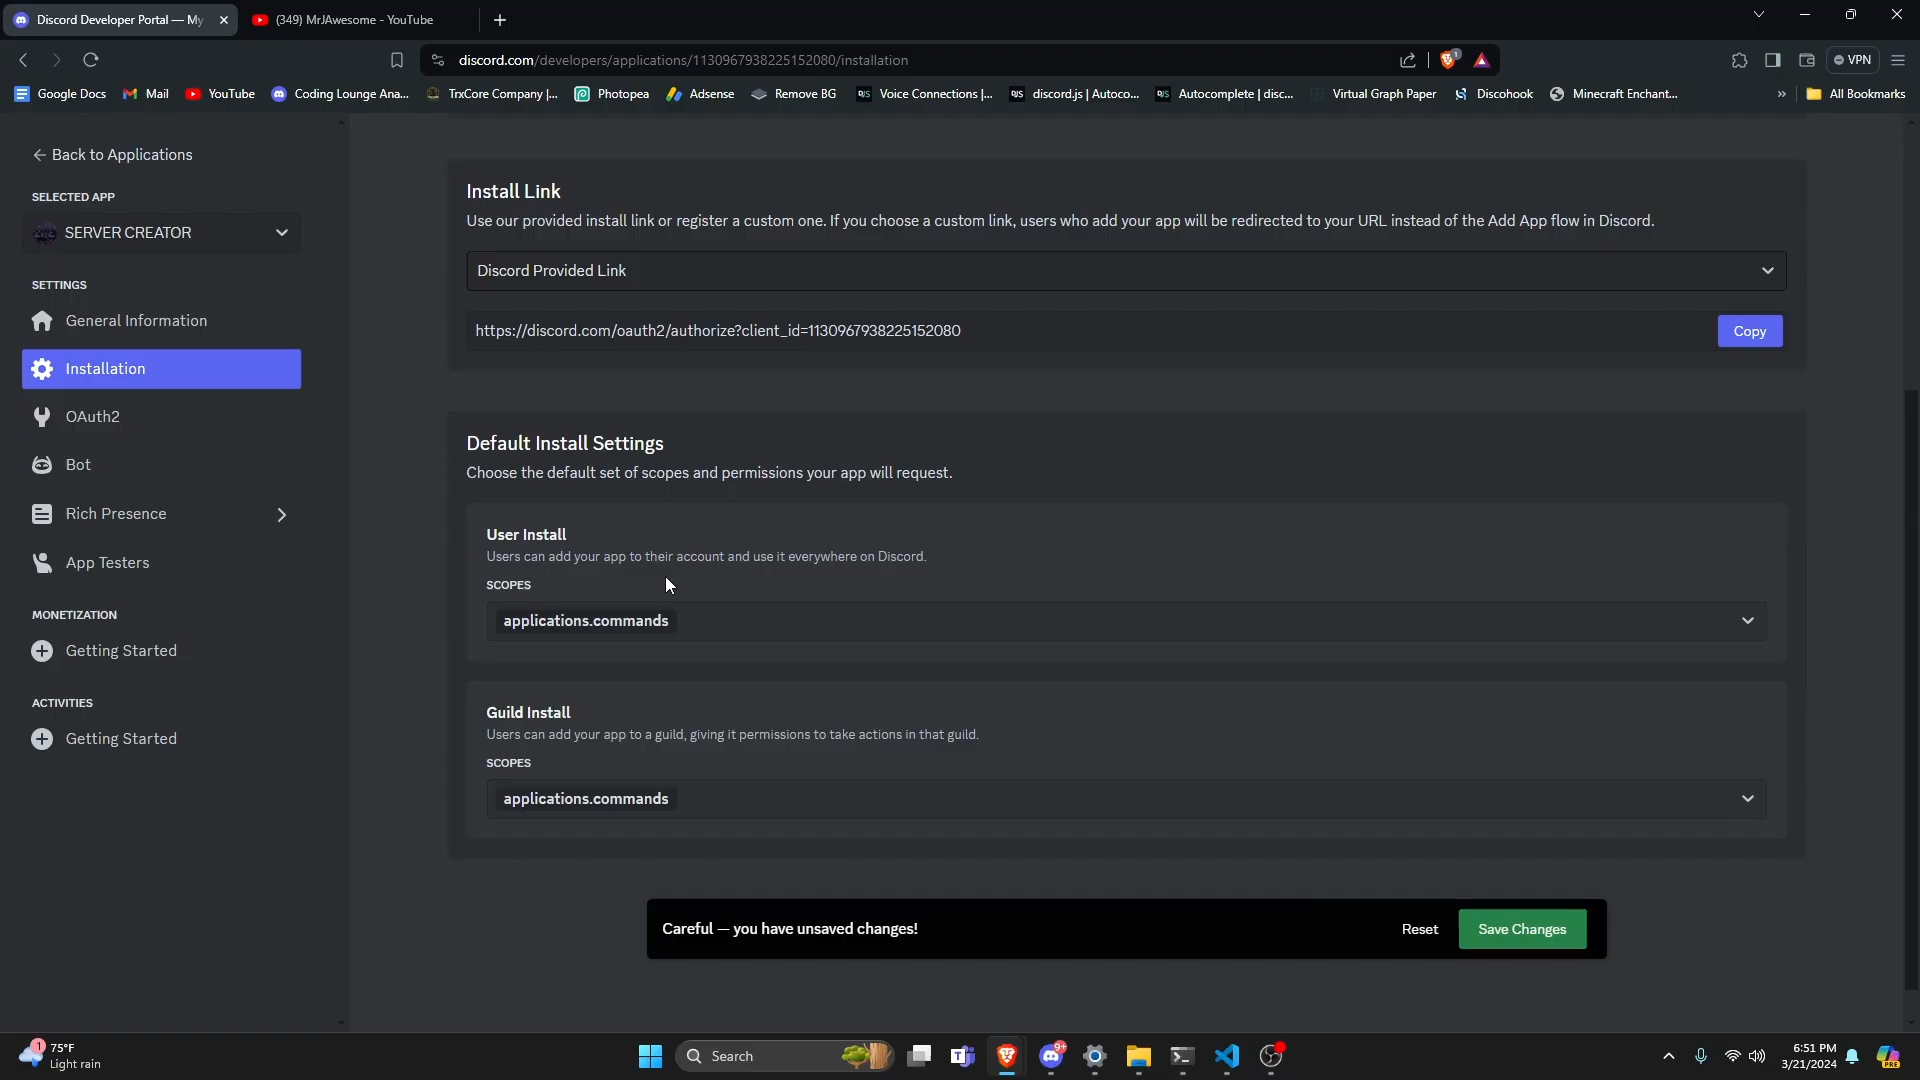 Discord Developer Portal — My
(349) MrJAwesome - YouTube
discord.com/developers/applications/1130967938225152080/installation
1
VPN
Google Docs
Mail
YouTube
Coding Lounge Ana...
TrxCore Company |...
Photopea
Adsense
Remove BG
Voice Connections |...
discord.js | Autoco...
Autocomplete | disc...
Virtual Graph Paper
Discohook
Minecraft Enchant...
»
All Bookmarks
Back to Applications
SELECTED APP
SERVER CREATOR
SETTINGS
General Information
Installation
OAuth2
Bot
Rich Presence
App Testers
MONETIZATION
Getting Started
ACTIVITIES
Getting Started
Install Link
Use our provided install link or register a custom one. If you choose a custom link, users who add your app will be redirected to your URL instead of the Add App flow in Discord.
Discord Provided Link
https://discord.com/oauth2/authorize?client_id=1130967938225152080
Copy
Default Install Settings
Choose the default set of scopes and permissions your app will request.
User Install
Users can add your app to their account and use it everywhere on Discord.
SCOPES
applications.commands
Guild Install
Users can add your app to a guild, giving it permissions to take actions in that guild.
SCOPES
applications.commands
Careful — you have unsaved changes!
Reset
Save Changes
1
75°F
Light rain
Search
9+
6:51 PM
3/21/2024
PRE